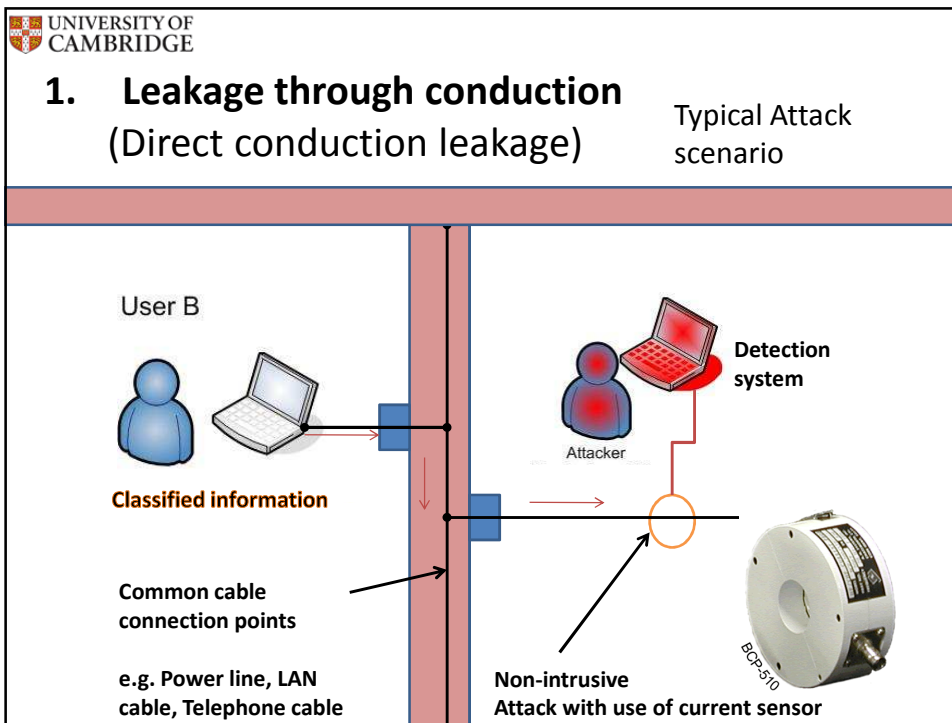 UNIVERSITY OF
CAMBRIDGE
1. Leakage through conduction
(Direct conduction leakage)
Typical Attack
scenario
User B
Classified information
Detection
system
Attacker
Common cable
connection points
e.g. Power line, LAN
cable, Telephone cable
Non-intrusive
Attack with use of current sensor
BCP-510